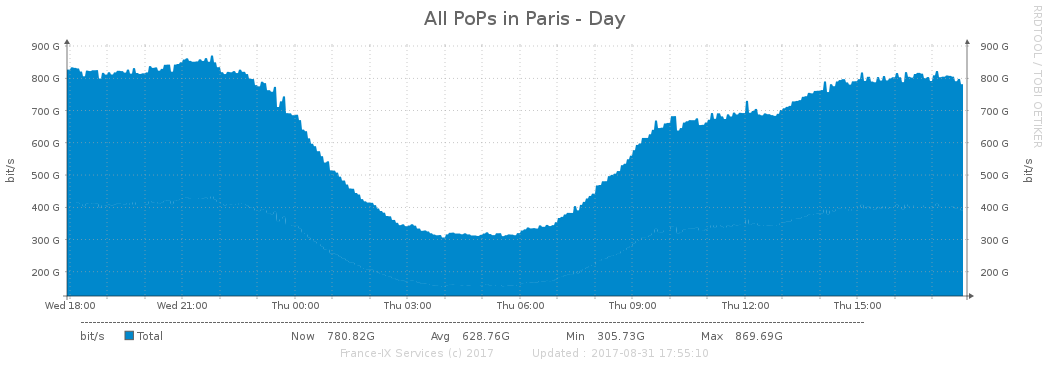 All PoPs in Paris - Day
RRDTOOL / TOBI OETIKER
bit/s
900 G
800 G
700 G
600 G
500 G
400 G
300 G
200 G
900 G
800 G
700 G
600 G
500 G
400 G
300 G
200 G
bit/s
Wed 18:00 Wed 21:00 Thu 00:00 Thu 03:00 Thu 06:00 Thu 09:00 Thu 12:00 Thu 15:00
bit/s Total Now 780.82G Avg 628.76G Min 305.73G Max 869.69G
France-IX Services (c) 2017 Updated : 2017-08-31 17:55:10